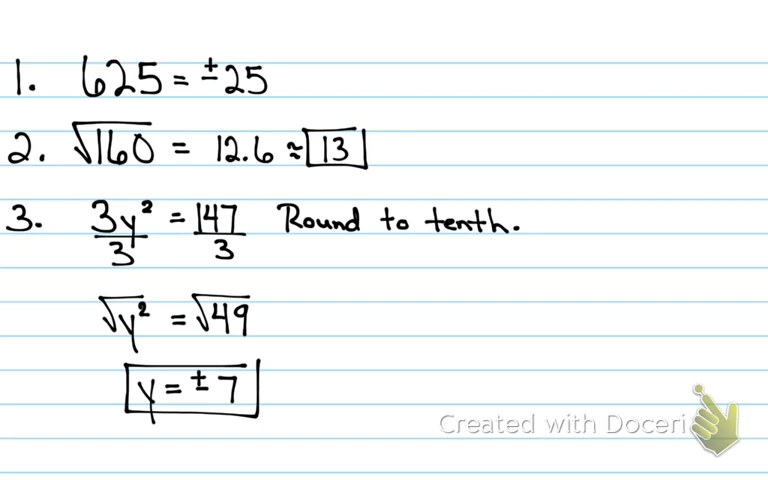 1. 625 = ±25
2. √160 = 12.6 ≈ 13
3. 3y² = 147 Round to tenth.
3 3
√y² = √49
y = ±7
Created with Doceri